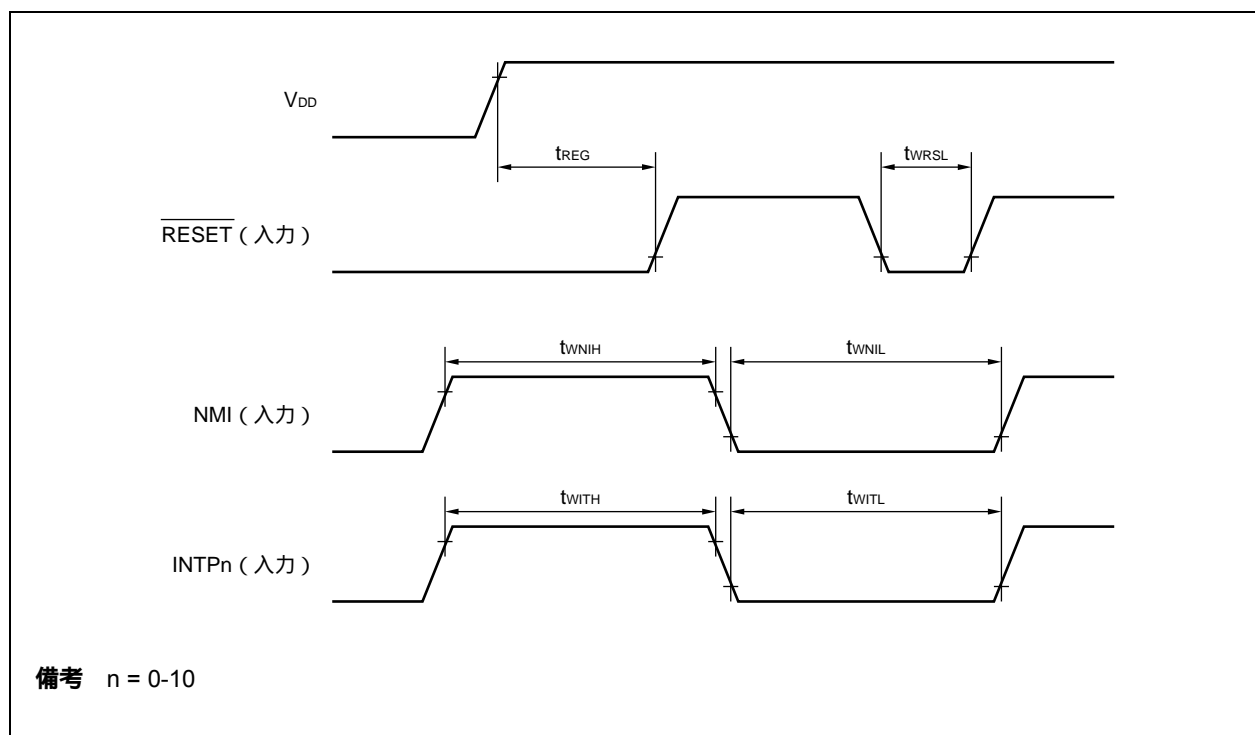 VDD
tREG
tWRSL
RESET（入力）
tWNIH
tWNIL
NMI（入力）
tWITH
tWITL
INTPn（入力）
備考 n = 0-10